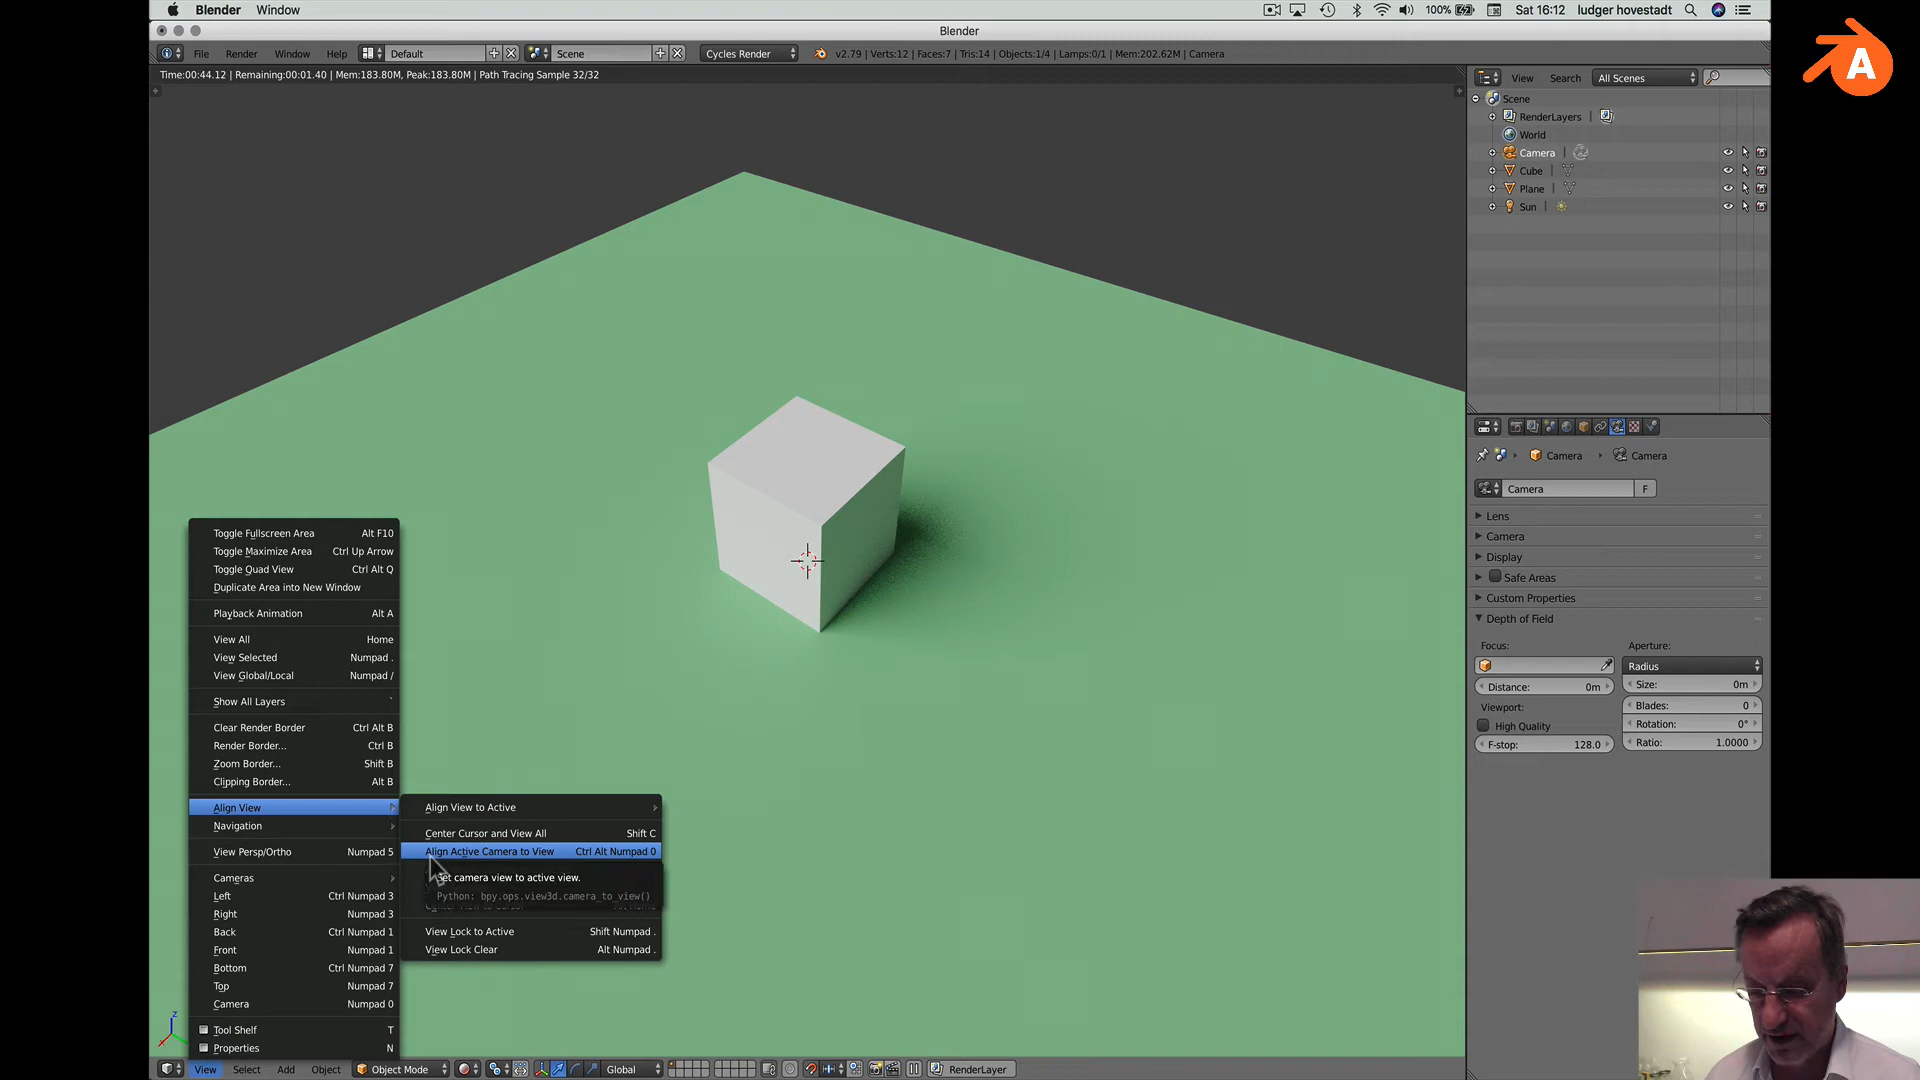 Blender Window 100% Sat 16:12 ludger hovestadt
Blender
File Render Window Help Default Scene Cycles Render v2.79 | Verts:12 | Faces:7 | Tris:14 | Objects:1/4 | Lamps:0/1 | Mem:202.62M | Camera
Time:00:44.12 | Remaining:00:01.40 | Mem:183.80M, Peak:183.80M | Path Tracing Sample 32/32
View Search All Scenes
A
Scene
RenderLayers |
World
Camera |
Cube |
Plane |
Sun |
Camera Camera
Camera F
Lens
Camera
Display
Safe Areas
Custom Properties
Depth of Field
Focus: Aperture:
Radius
Distance: 0m Size: 0m
Viewport: Blades: 0
High Quality Rotation: 0°
F-stop: 128.0 Ratio: 1.0000
Toggle Fullscreen Area Alt F10
Toggle Maximize Area Ctrl Up Arrow
Toggle Quad View Ctrl Alt Q
Duplicate Area into New Window
Playback Animation Alt A
View All Home
View Selected Numpad .
View Global/Local Numpad /
Show All Layers `
Clear Render Border Ctrl Alt B
Render Border... Ctrl B
Zoom Border... Shift B
Clipping Border... Alt B
Align View
Navigation
View Persp/Ortho Numpad 5
Cameras
Left Ctrl Numpad 3
Right Numpad 3
Back Ctrl Numpad 1
Front Numpad 1
Bottom Ctrl Numpad 7
Top Numpad 7
Camera Numpad 0
Tool Shelf T
Properties N
Align View to Active
Center Cursor and View All Shift C
Align Active Camera to View Ctrl Alt Numpad 0
camera view to active view.
Python: bpy.ops.view3d.camera_to_view()
View Lock to Active Shift Numpad .
View Lock Clear Alt Numpad .
z
x
View Select Add Object Object Mode Global RenderLayer